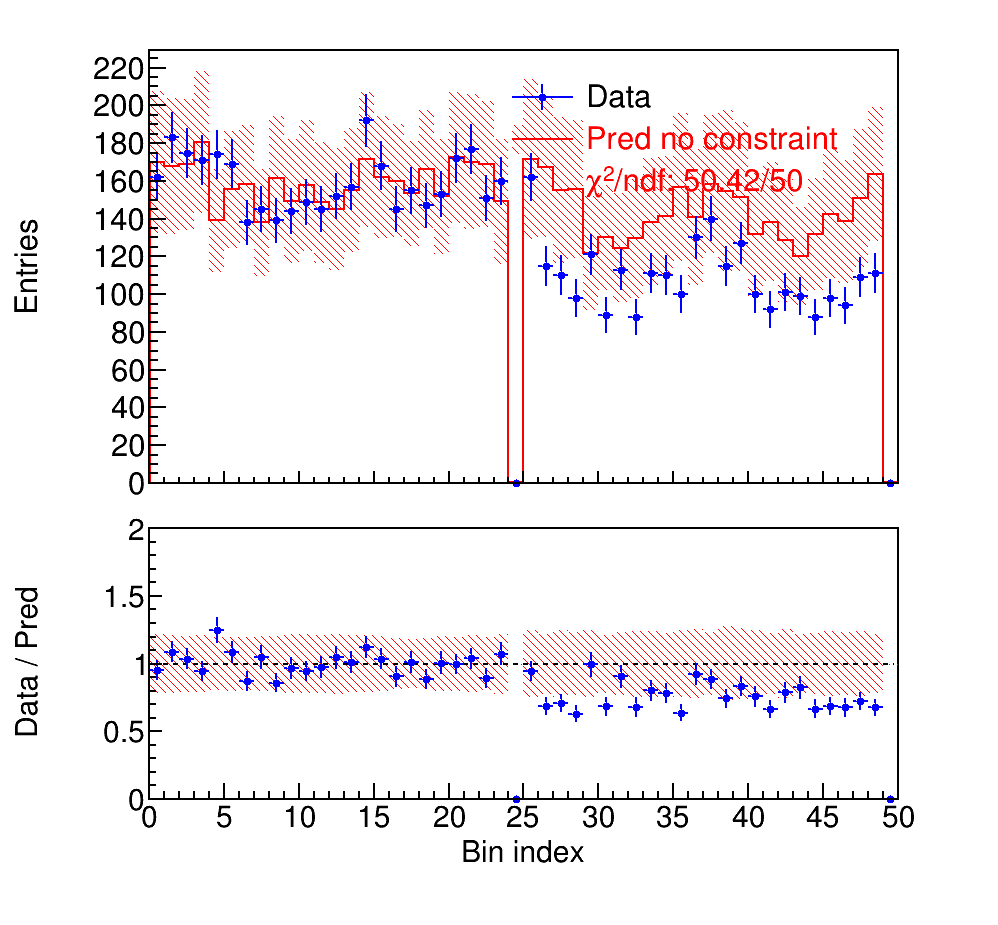 220
200
180
160
140
120
100
80
60
40
20
0
Entries
Data
Pred no constraint
χ²/ndf: 50.42/50
2
1.5
1
0.5
0
Data / Pred
0 5 10 15 20 25 30 35 40 45 50
Bin index